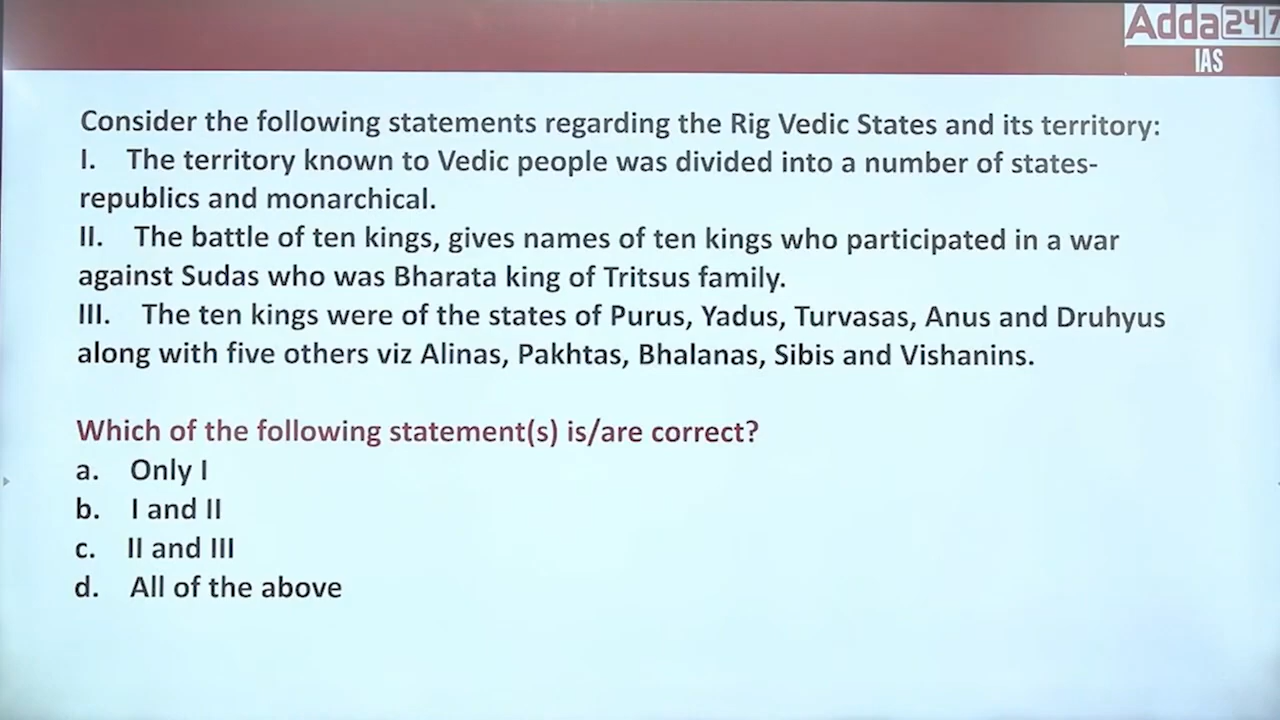 Adda247
IAS
Consider the following statements regarding the Rig Vedic States and its territory:
I. The territory known to Vedic people was divided into a number of states-
republics and monarchical.
II. The battle of ten kings, gives names of ten kings who participated in a war
against Sudas who was Bharata king of Tritsus family.
III. The ten kings were of the states of Purus, Yadus, Turvasas, Anus and Druhyus
along with five others viz Alinas, Pakhtas, Bhalanas, Sibis and Vishanins.
Which of the following statement(s) is/are correct?
a. Only I
b. I and II
c. II and III
d. All of the above